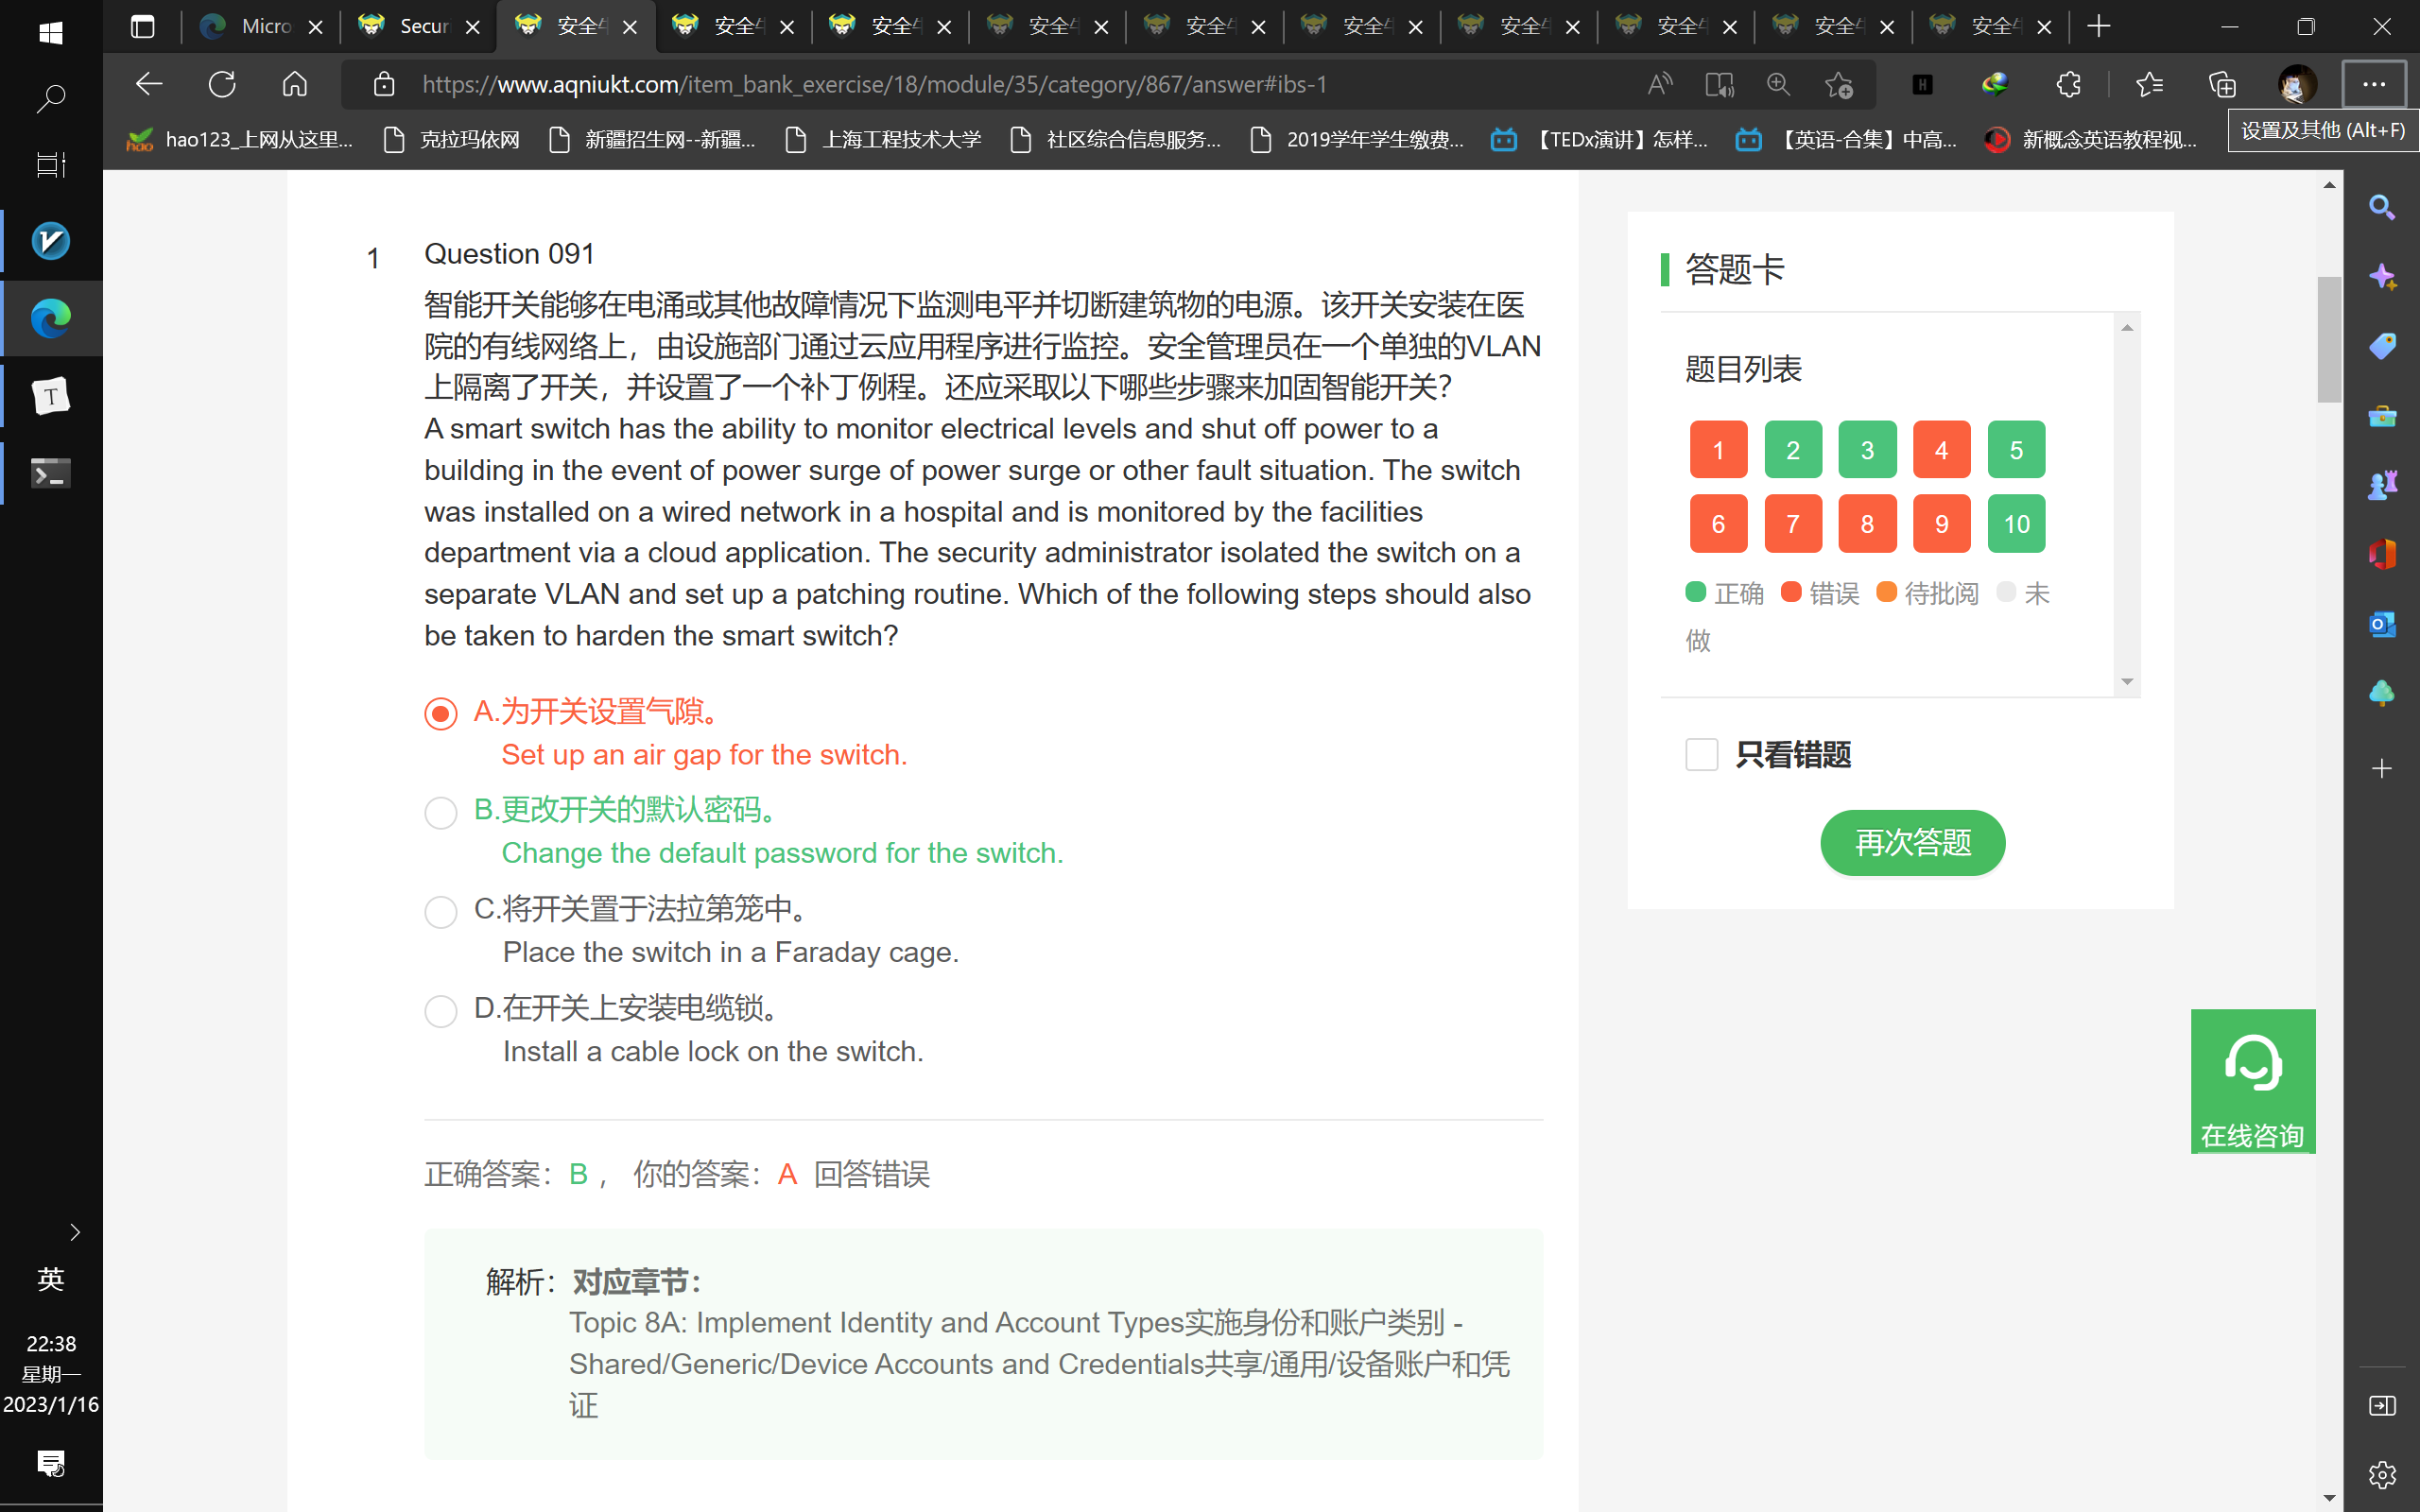 Micro
Secur
安全
安全
安全
安全
安全
安全
安全
安全
安全
安全
https://www.aqniukt.com/item_bank_exercise/18/module/35/category/867/answer#ibs-1
hao123_上网从这里...
克拉玛依网
新疆招生网--新疆...
上海工程技术大学
社区综合信息服务...
2019学年学生缴费...
【TEDx演讲】怎样...
【英语-合集】中高...
新概念英语教程视...
设置及其他 (Alt+F)
1
Question 091
智能开关能够在电涌或其他故障情况下监测电平并切断建筑物的电源。该开关安装在医
院的有线网络上，由设施部门通过云应用程序进行监控。安全管理员在一个单独的VLAN
上隔离了开关，并设置了一个补丁例程。还应采取以下哪些步骤来加固智能开关？
A smart switch has the ability to monitor electrical levels and shut off power to a
building in the event of power surge of power surge or other fault situation. The switch
was installed on a wired network in a hospital and is monitored by the facilities
department via a cloud application. The security administrator isolated the switch on a
separate VLAN and set up a patching routine. Which of the following steps should also
be taken to harden the smart switch?
A.为开关设置气隙。
Set up an air gap for the switch.
B.更改开关的默认密码。
Change the default password for the switch.
C.将开关置于法拉第笼中。
Place the switch in a Faraday cage.
D.在开关上安装电缆锁。
Install a cable lock on the switch.
正确答案：B ， 你的答案：A 回答错误
解析：对应章节：
Topic 8A: Implement Identity and Account Types实施身份和账户类别 -
Shared/Generic/Device Accounts and Credentials共享/通用/设备账户和凭
证
答题卡
题目列表
1 2 3 4 5
6 7 8 9 10
正确 错误 待批阅 未
做
只看错题
再次答题
在线咨询
英
22:38
星期一
2023/1/16